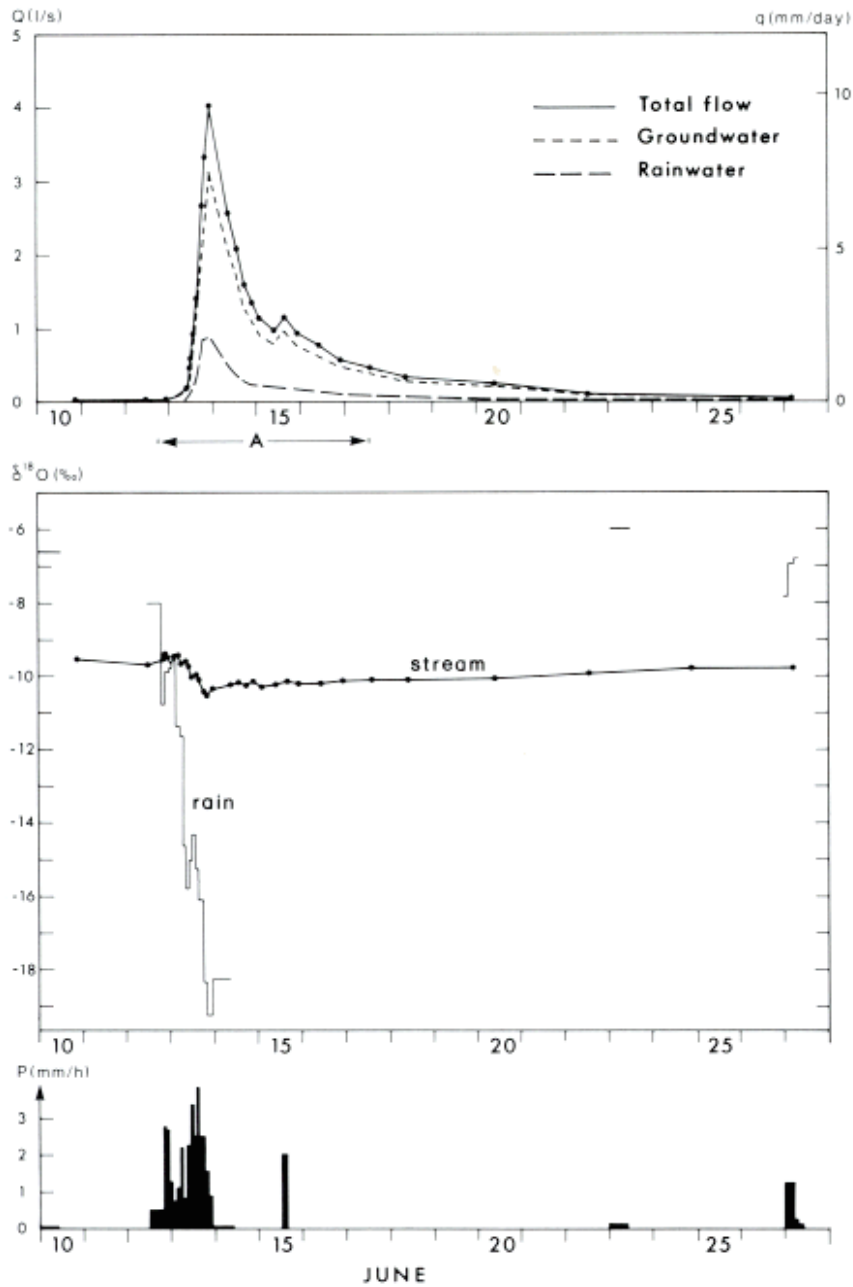 Q(l/s) q(mm/day)
5
4
3
2
1
0
10
5
0
Total flow
Groundwater
Rainwater
10 15 20 25
A
δ¹⁸O(‰)
-6
-8
-10
-12
-14
-16
-18
stream
rain
10 15 20 25
P(mm/h)
3
2
1
0
10 15 20 25
JUNE